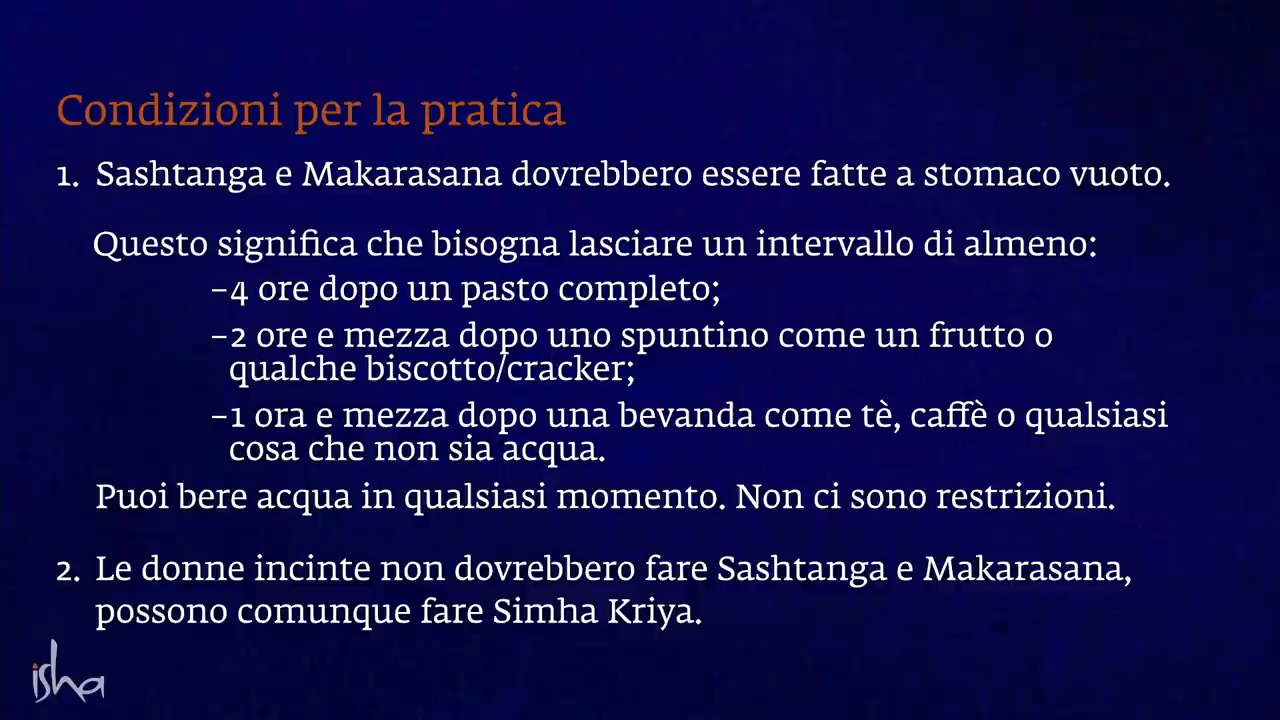 Condizioni per la pratica
1. Sashtanga e Makarasana dovrebbero essere fatte a stomaco vuoto.
Questo significa che bisogna lasciare un intervallo di almeno:
–4 ore dopo un pasto completo;
–2 ore e mezza dopo uno spuntino come un frutto o
qualche biscotto/cracker;
–1 ora e mezza dopo una bevanda come tè, caffè o qualsiasi
cosa che non sia acqua.
Puoi bere acqua in qualsiasi momento. Non ci sono restrizioni.
2. Le donne incinte non dovrebbero fare Sashtanga e Makarasana,
possono comunque fare Simha Kriya.
isha